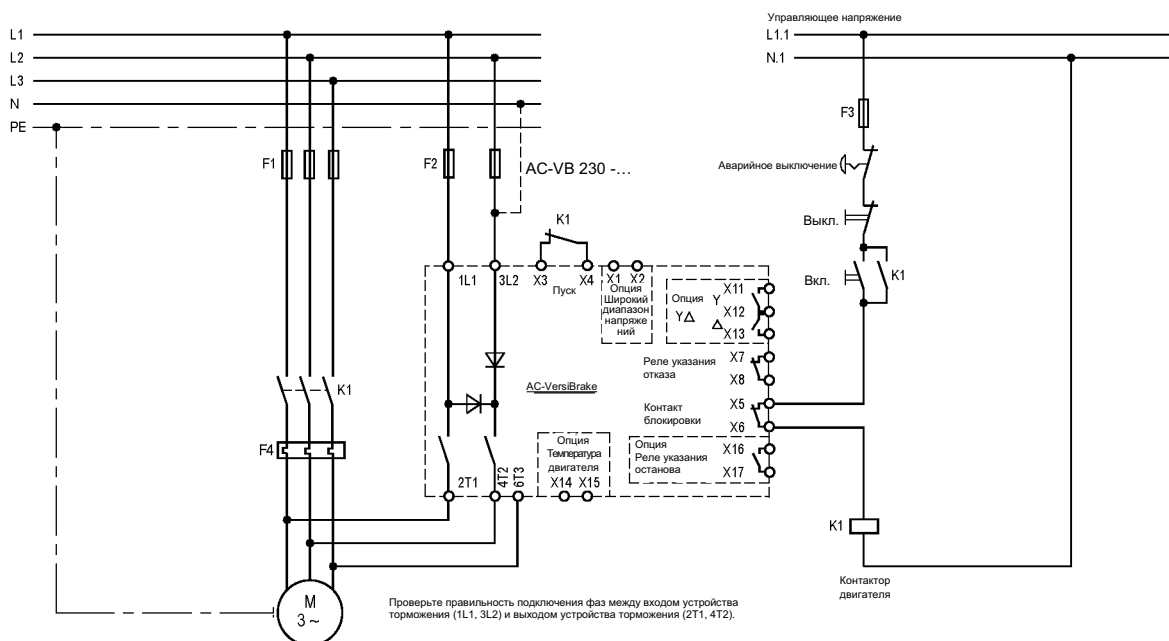 Управляющее напряжение
L1
L1.1
L2
N.1
L3
N
PE
F1
F2
AC-VB 230 -...
F3
Аварийное выключение
K1
Выкл.
1L1
3L2
X3
X4
X1
X2
Пуск
Опция
Широкий
диапазон
напряже
ний
Опция
Y
Y△
△
X11
X12
X13
Вкл.
K1
Реле указания
отказа
X7
X8
AC-VersiBrake
K1
Контакт
блокировки
X5
X6
F4
Опция
Температура
двигателя
X14
X15
Опция
Реле указания
останова
X16
X17
2T1
4T2
6T3
K1
Контактор
двигателя
M
3 ~
Проверьте правильность подключения фаз между входом устройства
торможения (1L1, 3L2) и выходом устройства торможения (2T1, 4T2).